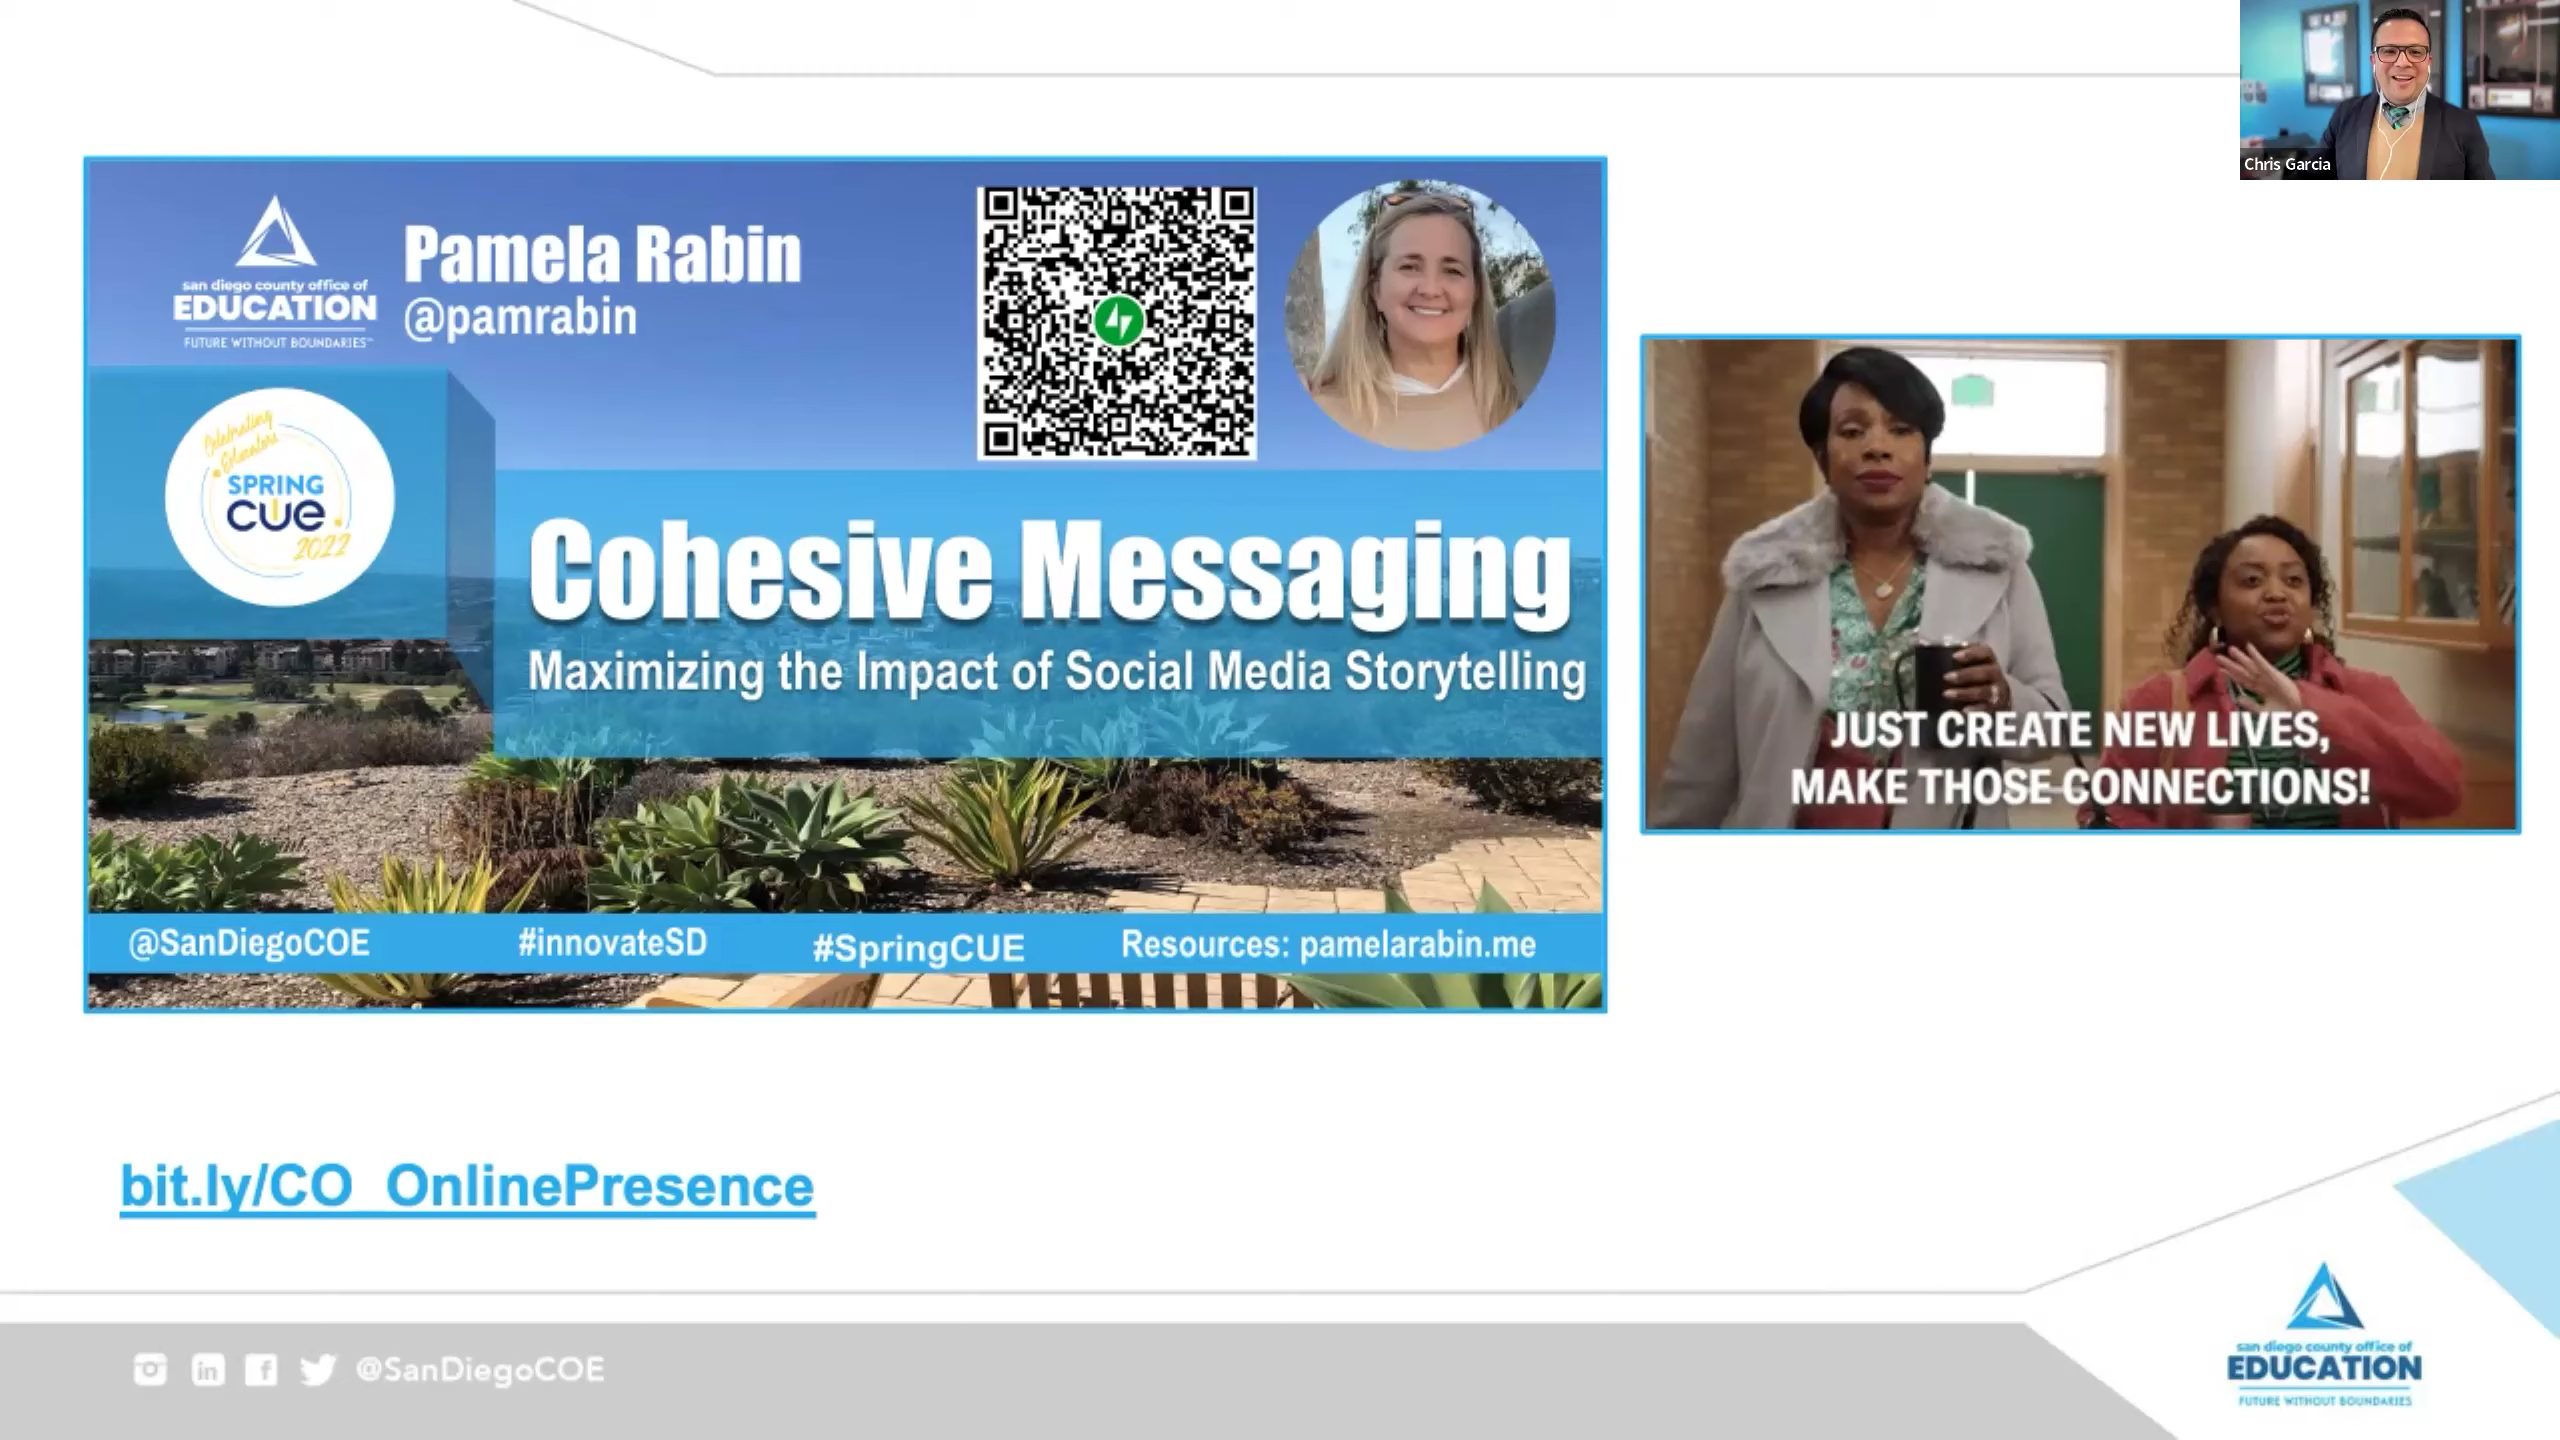 Chris Garcia
san diego county office of
EDUCATION
FUTURE WITHOUT BOUNDARIES™
Pamela Rabin
@pamrabin
Celebrating
Educators
SPRING
CUE
2022
Cohesive Messaging
Maximizing the Impact of Social Media Storytelling
@SanDiegoCOE
#innovateSD
#SpringCUE
Resources: pamelarabin.me
JUST CREATE NEW LIVES,
MAKE THOSE CONNECTIONS!
bit.ly/CO_OnlinePresence
@SanDiegoCOE
san diego county office of
EDUCATION
FUTURE WITHOUT BOUNDARIES